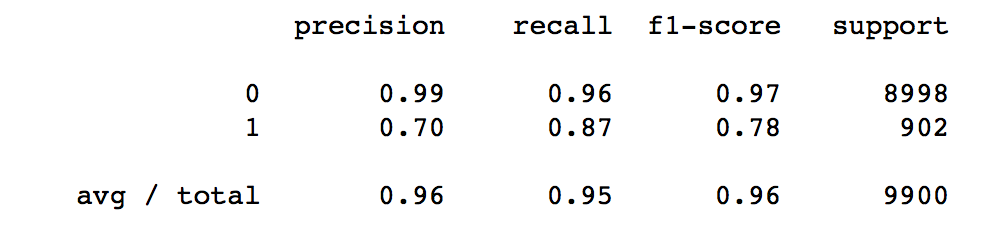 precision recall f1-score support
0 0.99 0.96 0.97 8998
1 0.70 0.87 0.78 902
avg / total 0.96 0.95 0.96 9900